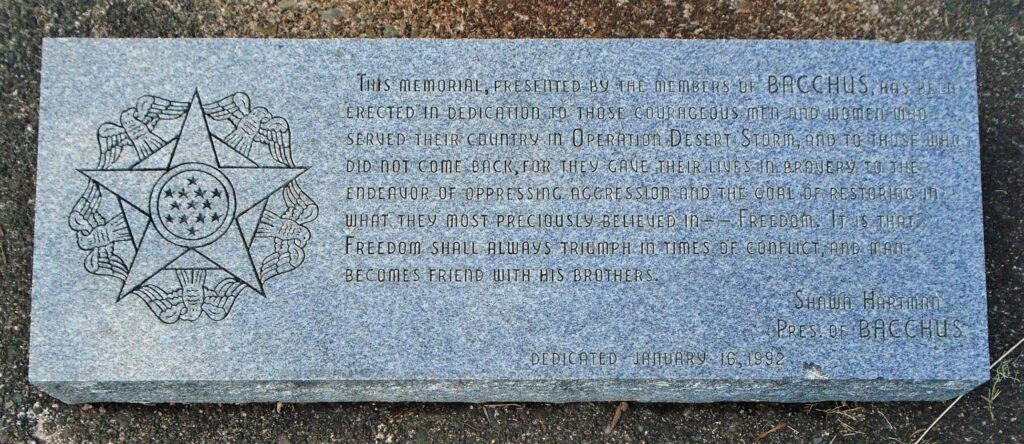 This memorial, presented by the members of BACCHUS, has been
erected in dedication to those courageous men and women who
served their country in Operation Desert Storm, and to those who
did not come back, for they gave their lives in bravery to the
endeavor of oppressing aggression and the goal of restoring in
what they most preciously believed in -- Freedom. It is that
Freedom shall always triumph in times of conflict, and man
becomes friend with his brothers.
Shawn Hartman
Pres. of BACCHUS
dedicated January 16, 1992